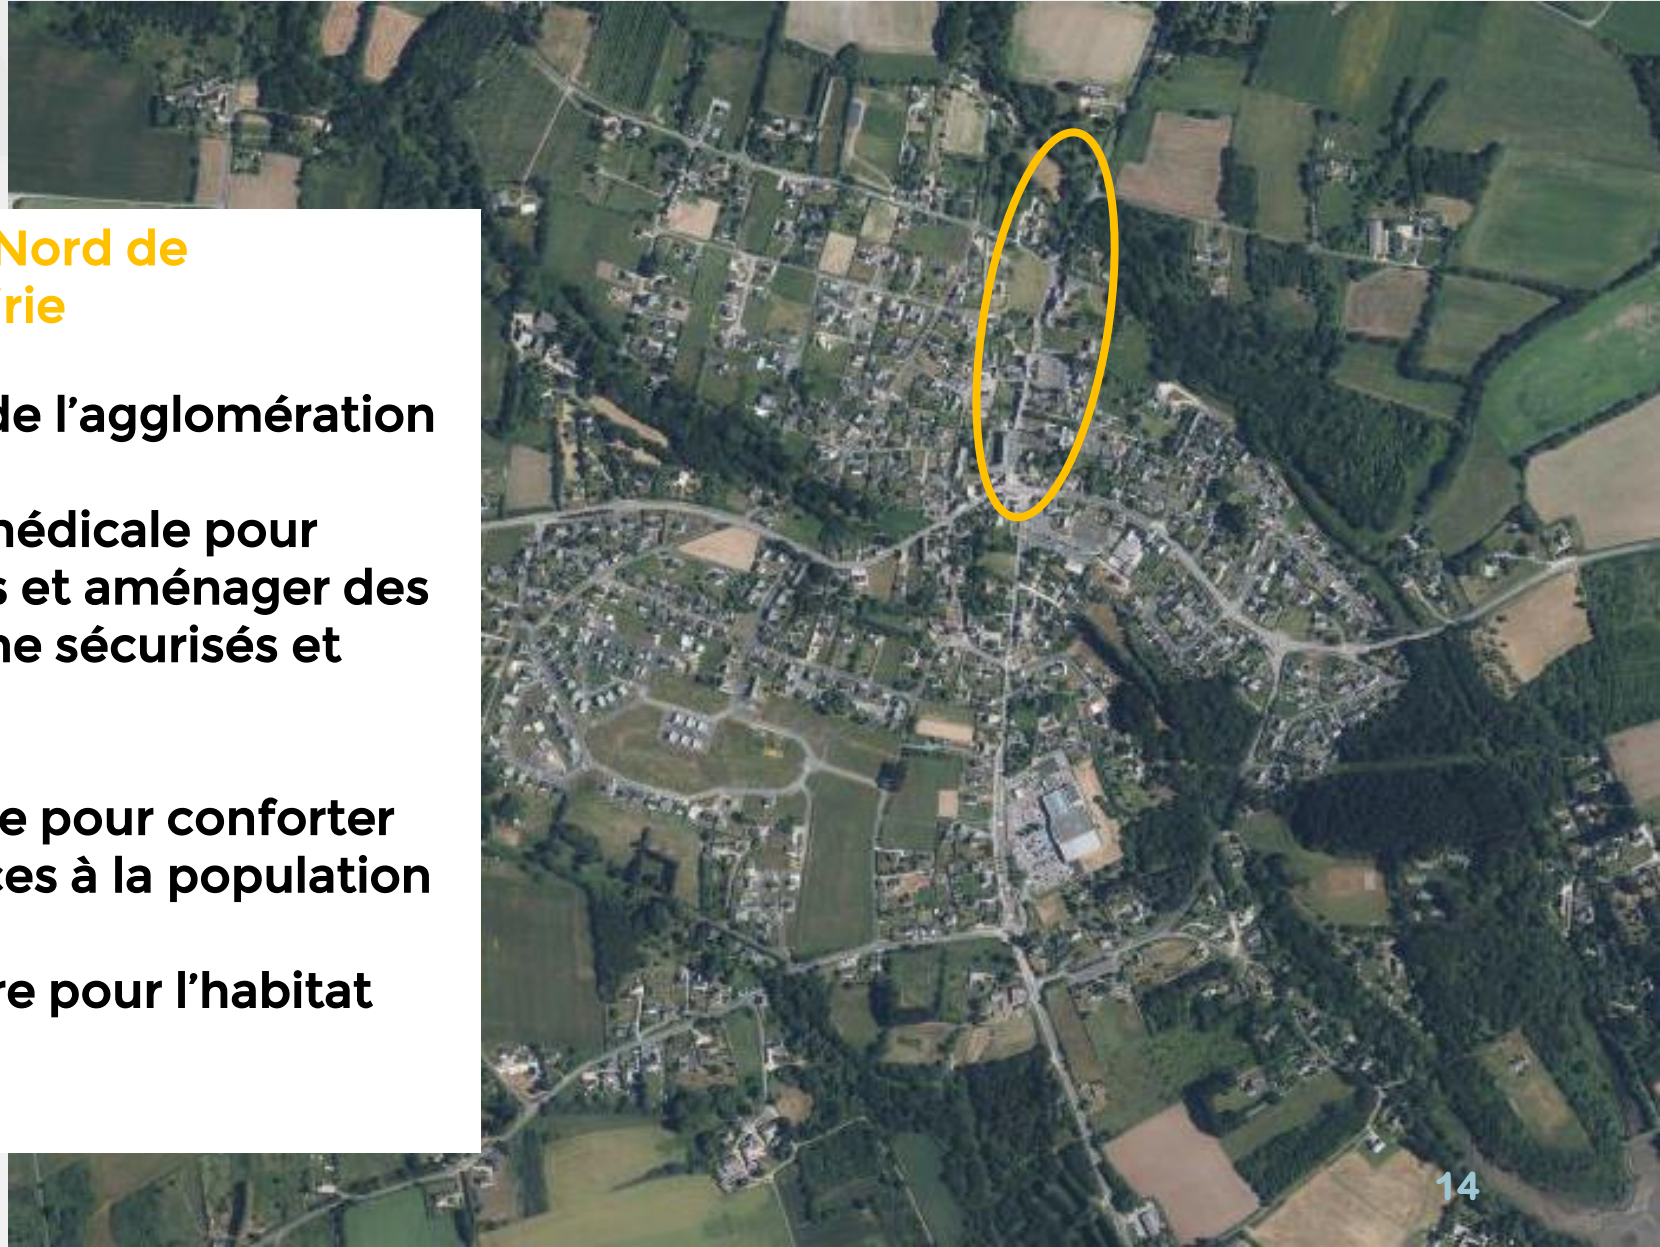 Nord de
rie
de l’agglomération
médicale pour
s et aménager des
ne sécurisés et
e pour conforter
ces à la population
re pour l’habitat
14